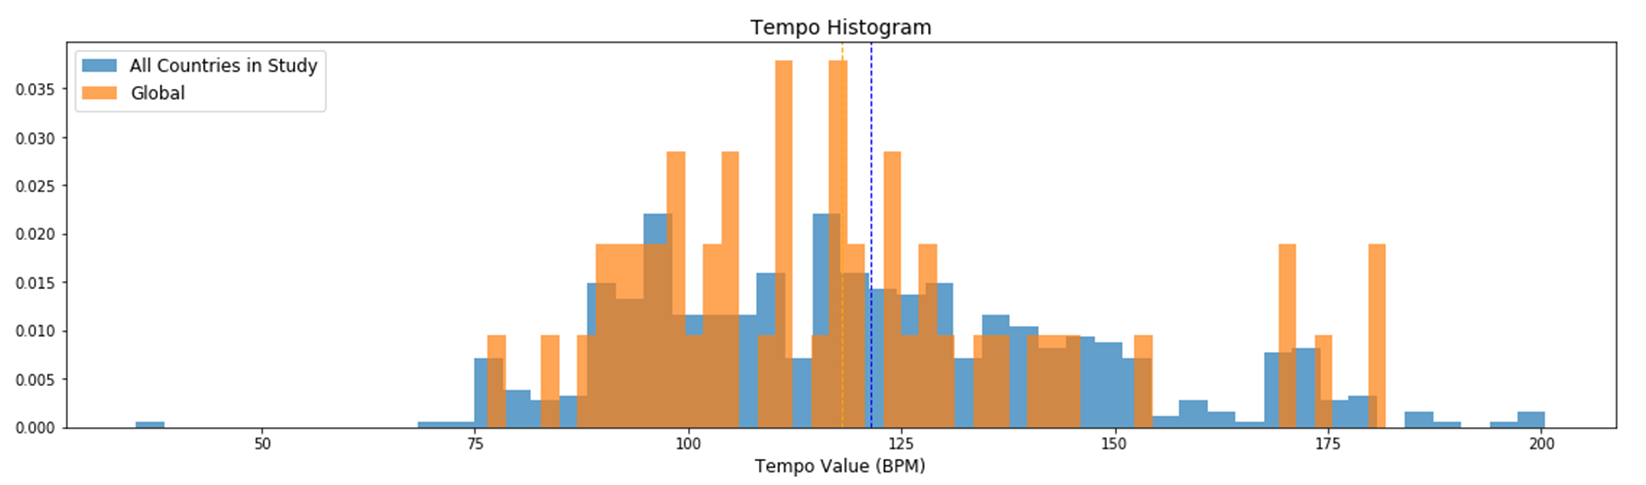 Tempo Histogram
All Countries in Study
Global
0.035
0.030
0.025
0.020
0.015
0.010
0.005
0.000
50 75 100 125 150 175 200
Tempo Value (BPM)